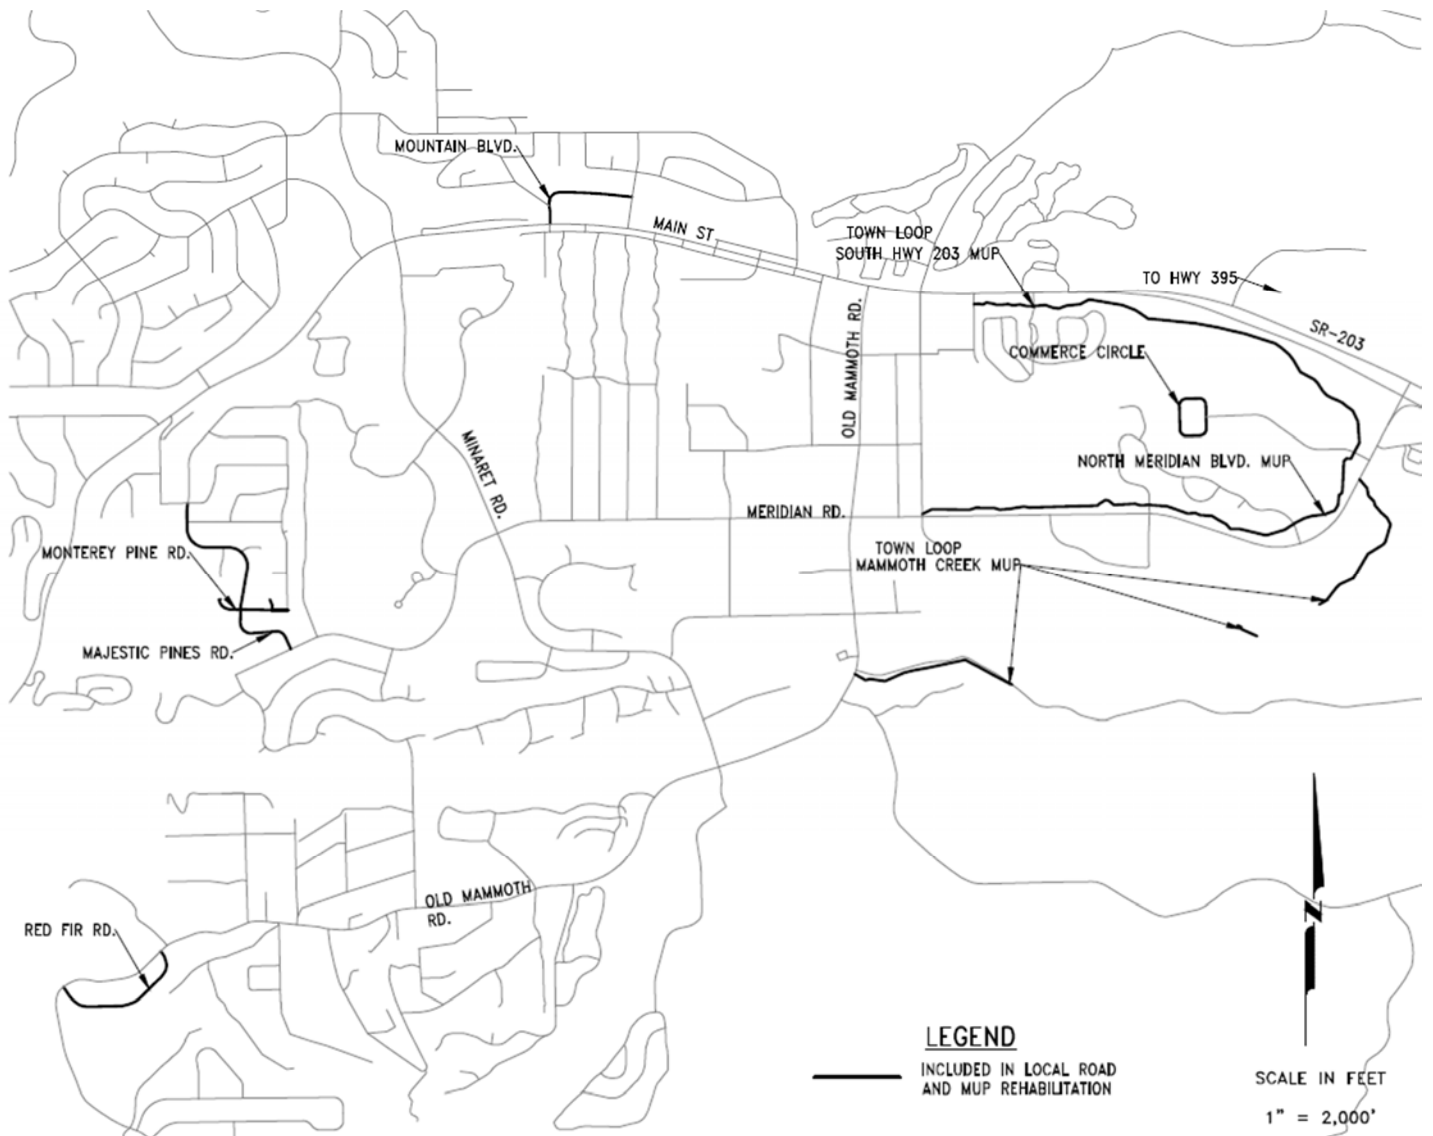 MOUNTAIN BLVD.
MAIN ST
TOWN LOOP
SOUTH HWY 203 MUP
TO HWY 395
SR-203
OLD MAMMOTH RD.
COMMERCE CIRCLE
MINARET RD.
NORTH MERIDIAN BLVD. MUP
MERIDIAN RD.
MONTEREY PINE RD.
TOWN LOOP
MAMMOTH CREEK MUP
MAJESTIC PINES RD.
OLD MAMMOTH
RD.
RED FIR RD.
N
LEGEND
INCLUDED IN LOCAL ROAD
AND MUP REHABILITATION
SCALE IN FEET
1" = 2,000'